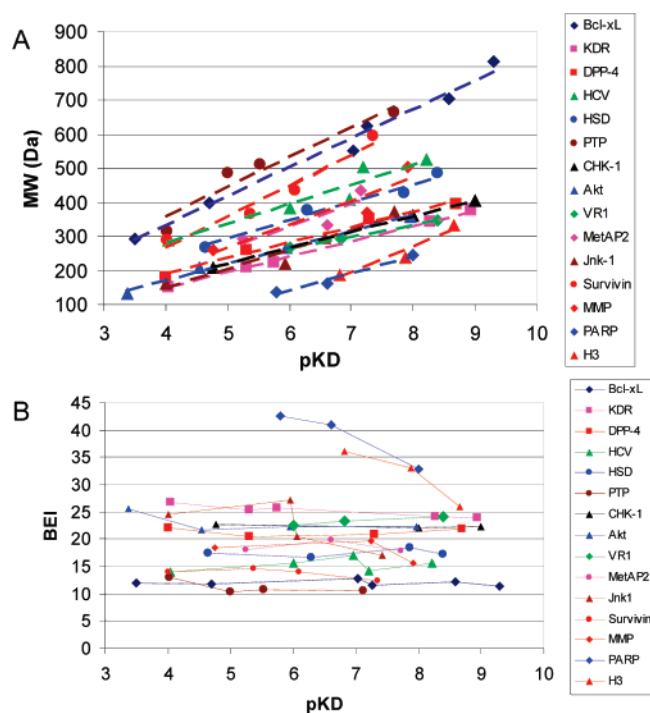 A
MW (Da)
900
800
700
600
500
400
300
200
100
3 4 5 6 7 8 9 10
pKD
Bcl-xL
KDR
DPP-4
HCV
HSD
PTP
CHK-1
Akt
VR1
MetAP2
Jnk-1
Survivin
MMP
PARP
H3
B
BEI
45
40
35
30
25
20
15
10
5
0
3 4 5 6 7 8 9 10
pKD
Bcl-xL
KDR
DPP-4
HCV
HSD
PTP
CHK-1
Akt
VR1
MetAP2
Jnk1
Survivin
MMP
PARP
H3